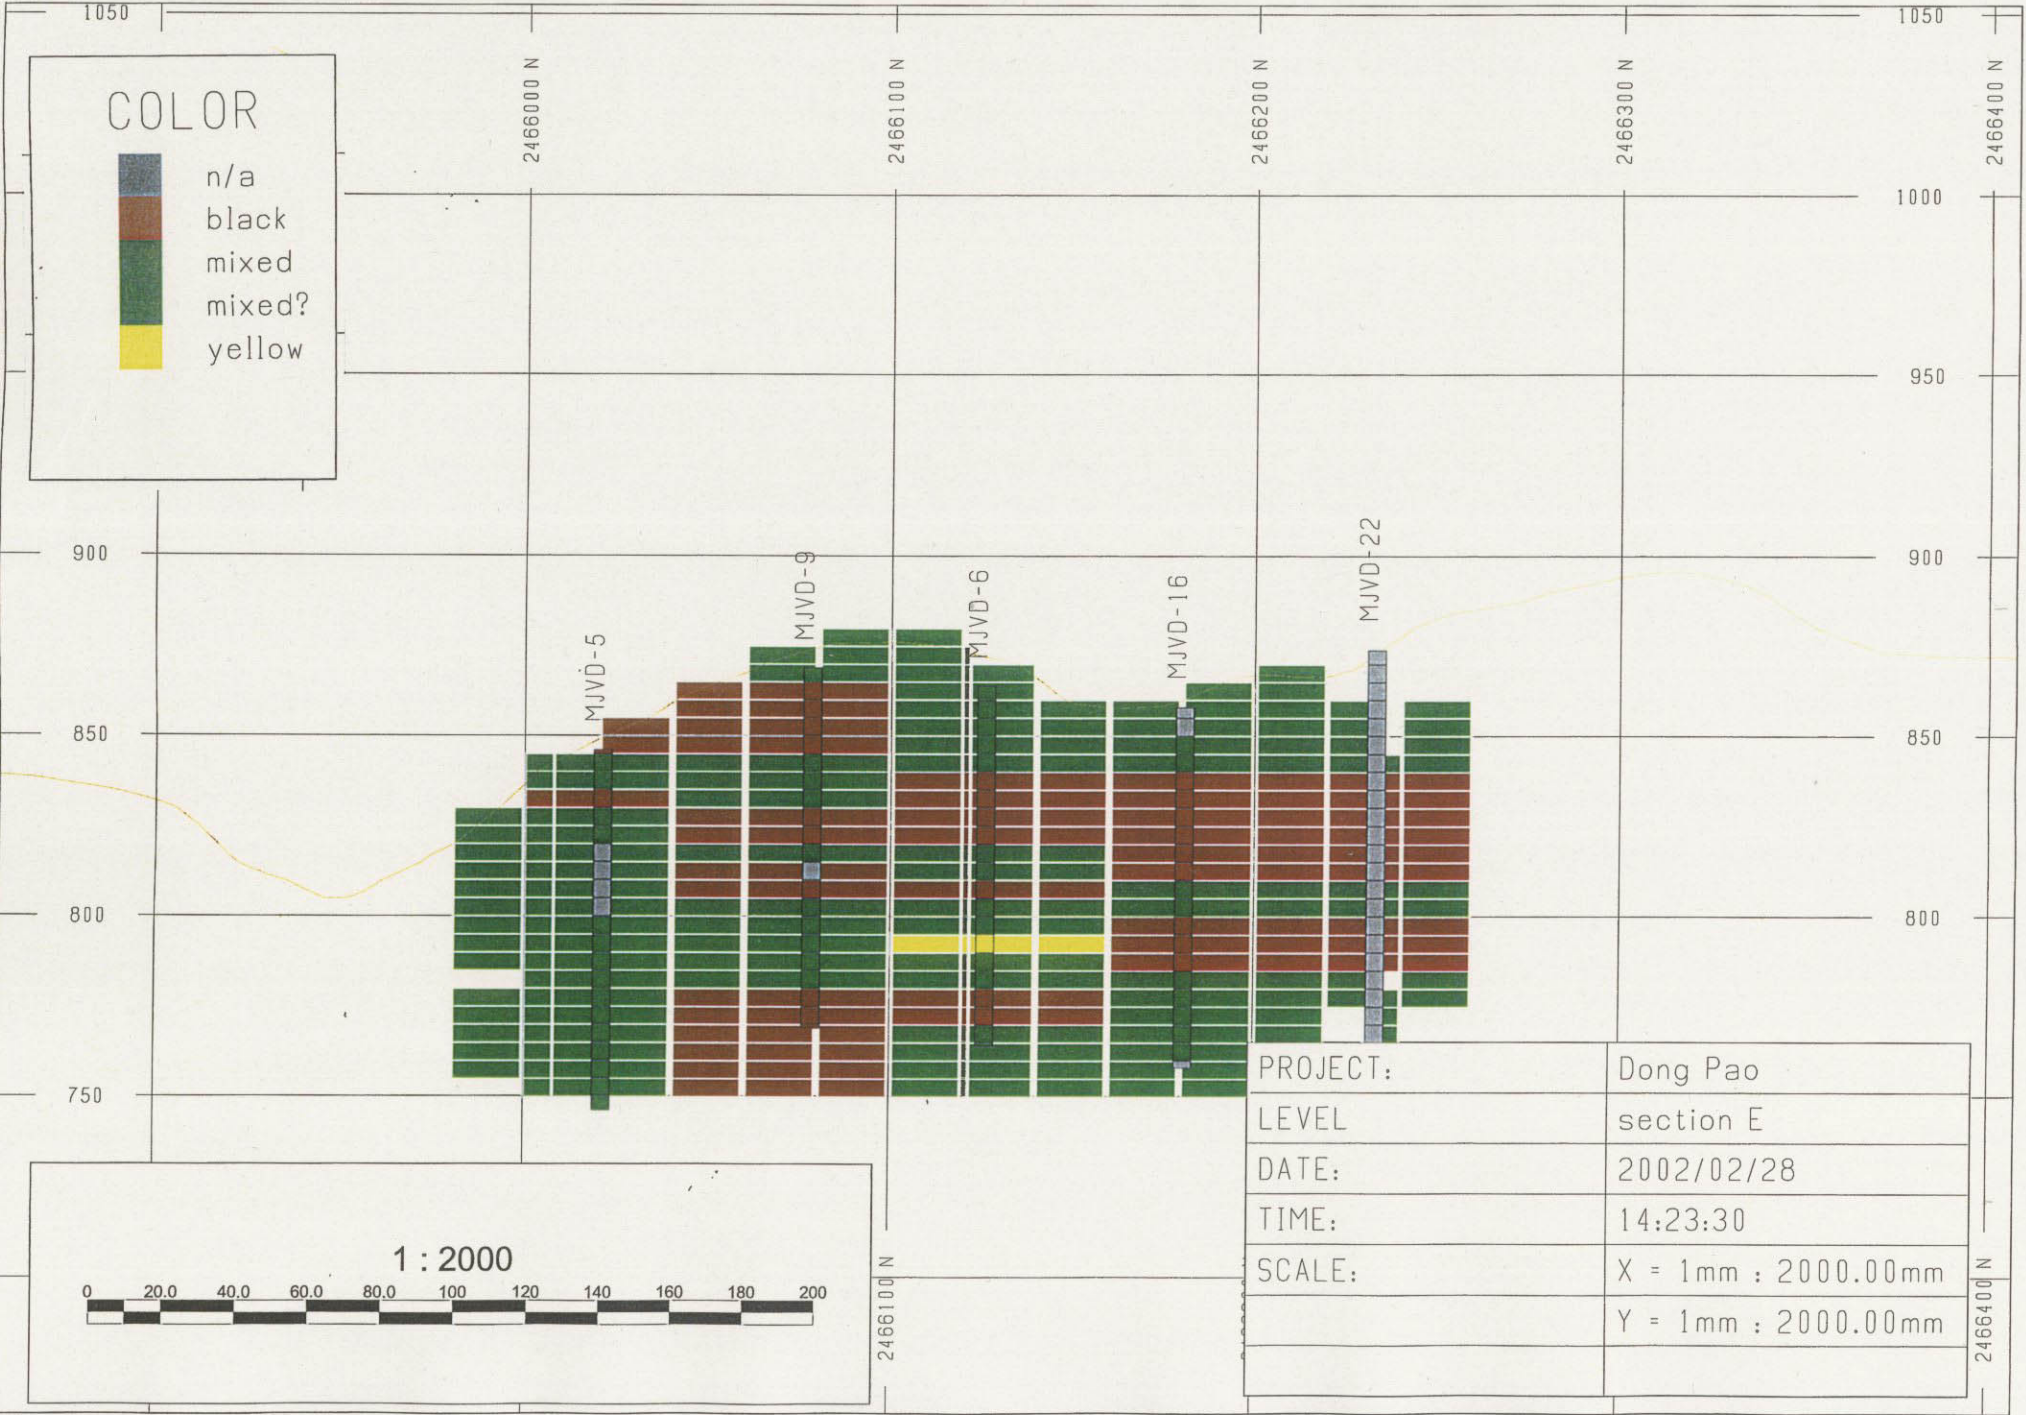 1050
1050
2466000 N
2466100 N
2466200 N
2466300 N
2466400 N
COLOR
n/a
black
mixed
mixed?
yellow
1000
950
900
900
MJVD-5
MJVD-9
MJVD-6
MJVD-16
MJVD-22
850
850
800
800
750
1 : 2000
0 20.0 40.0 60.0 80.0 100 120 140 160 180 200
2466100 N
2466400 N
PROJECT: Dong Pao
LEVEL section E
DATE: 2002/02/28
TIME: 14:23:30
SCALE: X = 1mm : 2000.00mm
Y = 1mm : 2000.00mm